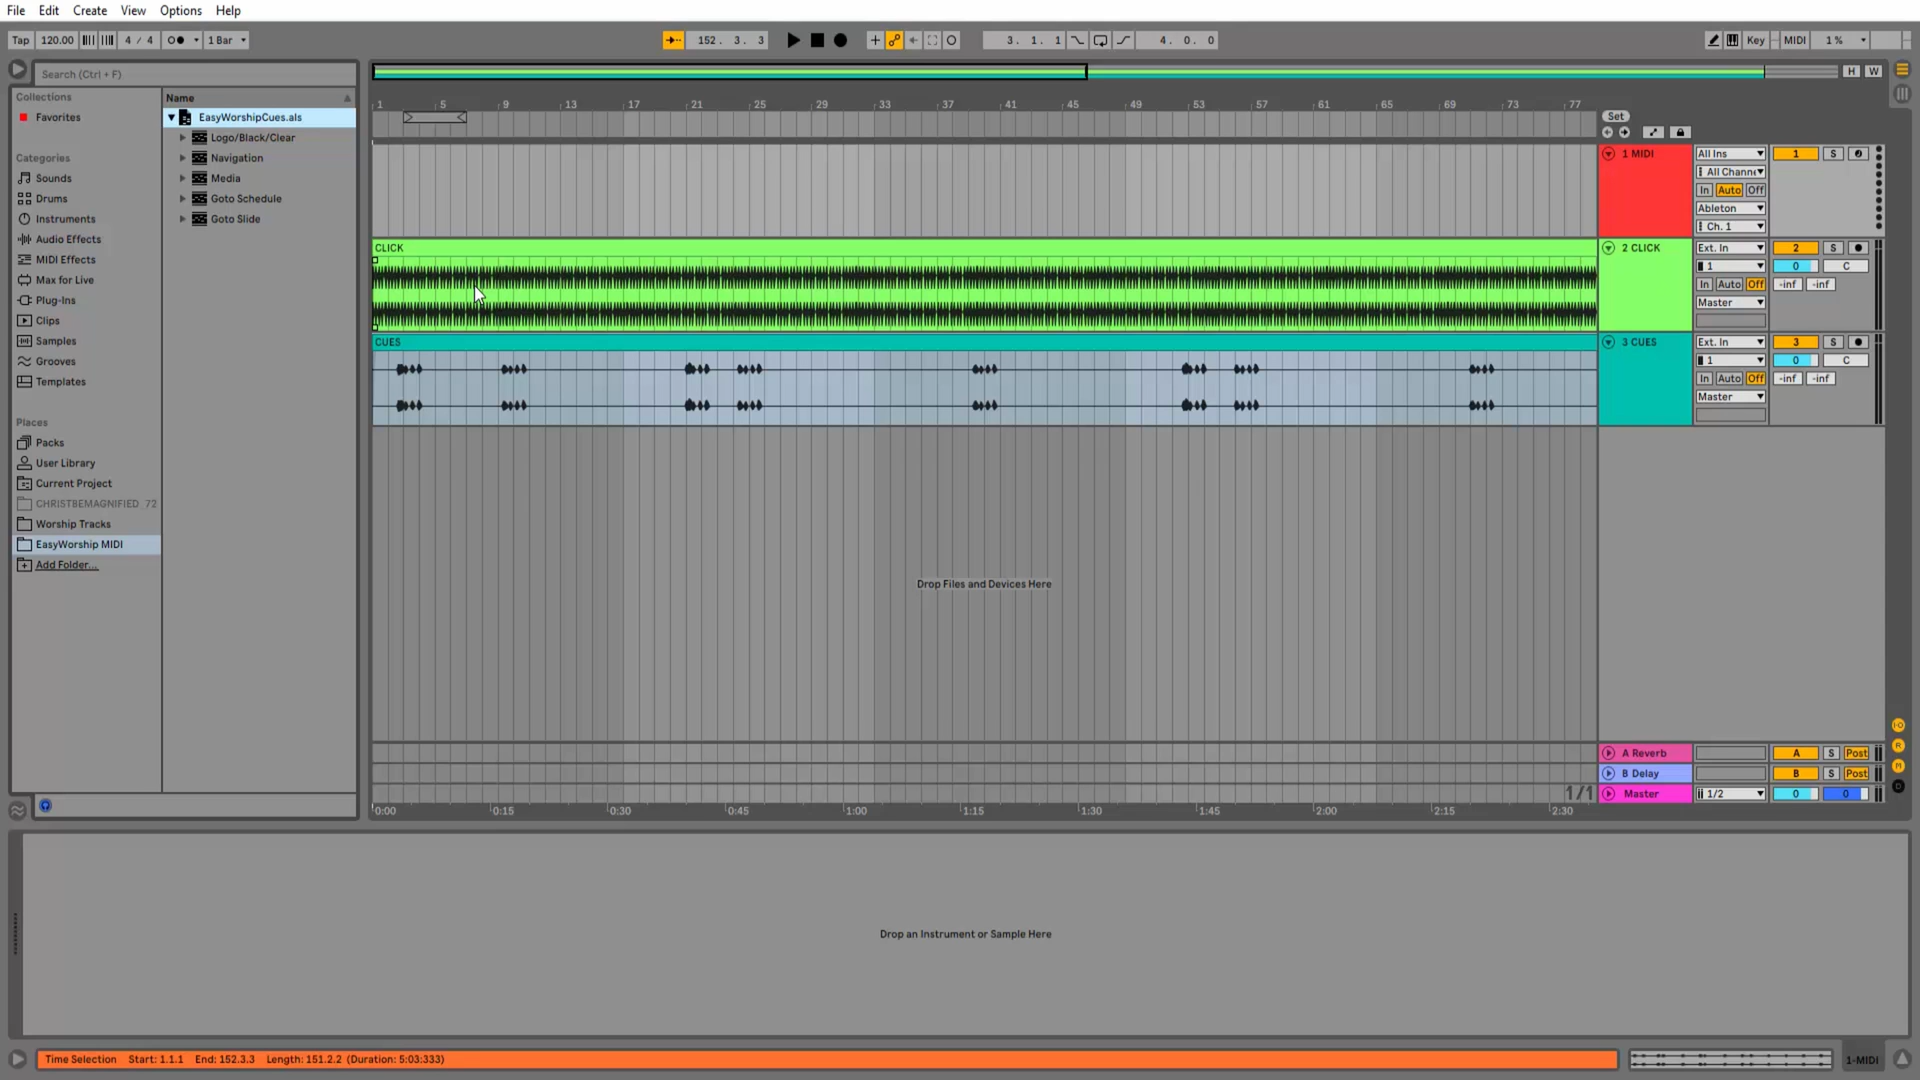 File Edit Create View Options Help
Tap 120.00 4 / 4 1 Bar 152 . 3 . 3 3 . 1 . 1 4 . 0 . 0 Key MIDI 1 %
Search (Ctrl + F)
H W
Collections
Favorites
Categories
Sounds
Drums
Instruments
Audio Effects
MIDI Effects
Max for Live
Plug-Ins
Clips
Samples
Grooves
Templates
Places
Packs
User Library
Current Project
CHRISTBEMAGNIFIED_72
Worship Tracks
EasyWorship MIDI
Add Folder...
Name
EasyWorshipCues.als
Logo/Black/Clear
Navigation
Media
Goto Schedule
Goto Slide
1 5 9 13 17 21 25 29 33 37 41 45 49 53 57 61 65 69 73 77
Set
1 MIDI All Ins 1 S
All Channe
In Auto Off
Ableton
Ch. 1
CLICK
2 CLICK Ext. In 2 S
1 0 C
In Auto Off -inf -inf
Master
CUES
3 CUES Ext. In 3 S
1 0 C
In Auto Off -inf -inf
Master
Drop Files and Devices Here
A Reverb A S Post
B Delay B S Post
1/1 Master 1/2 0 0
0:00 0:15 0:30 0:45 1:00 1:15 1:30 1:45 2:00 2:15 2:30
Drop an Instrument or Sample Here
Time Selection Start: 1.1.1 End: 152.3.3 Length: 151.2.2 (Duration: 5:03:333)
1-MIDI